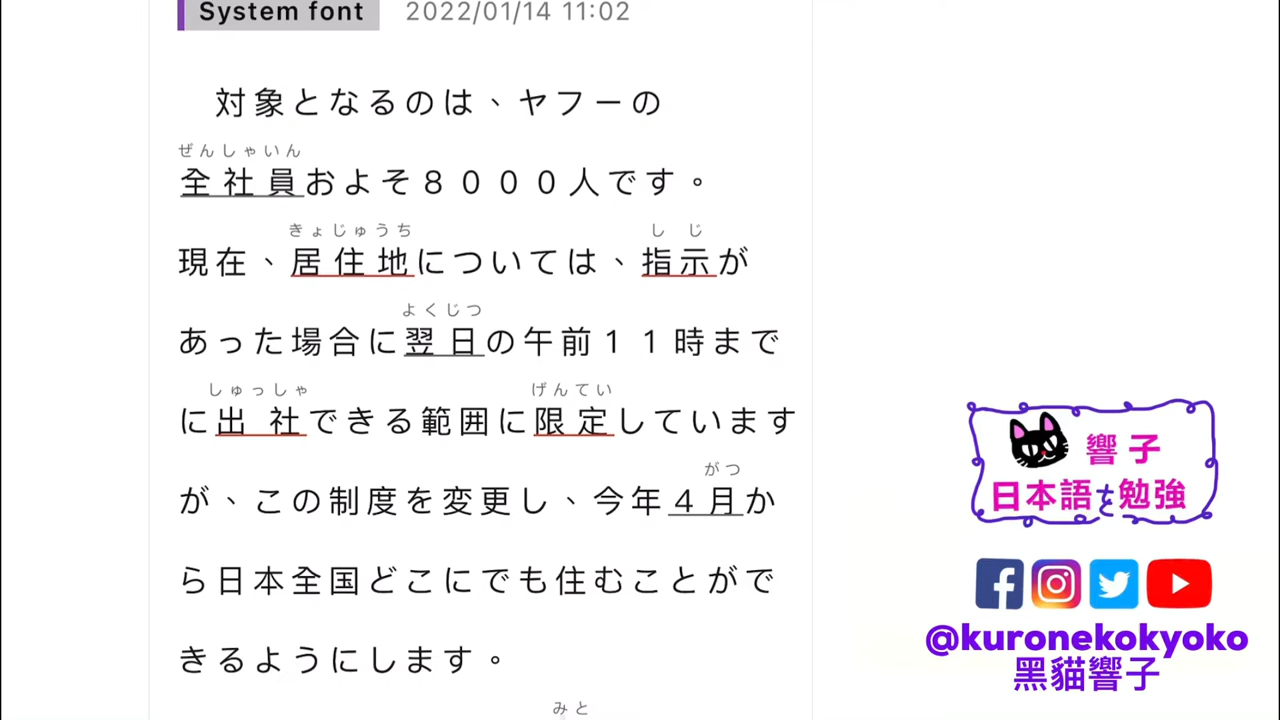 System font 2022/01/14 11:02
対象となるのは、ヤフーの
ぜんしゃいん
全社員およそ８０００人です。
きょじゅうち しじ
現在、居住地については、指示が
よくじつ
あった場合に翌日の午前１１時まで
しゅっしゃ げんてい
に出社できる範囲に限定しています
がつ
が、この制度を変更し、今年４月か
ら日本全国どこにでも住むことがで
きるようにします。
みと
響子
日本語を勉強
@kuronekokyoko
黑貓響子